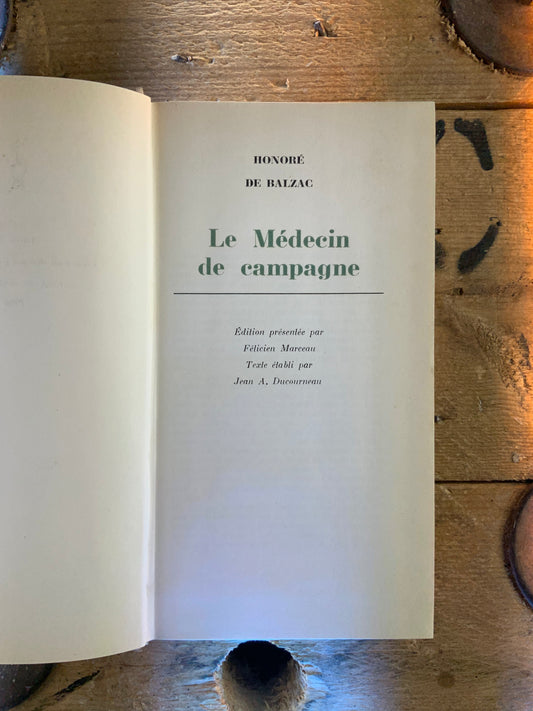 HONORÉ
DE BALZAC
Le Médecin
de campagne
Édition présentée par
Félicien Marceau
Texte établi par
Jean A. Ducourneau